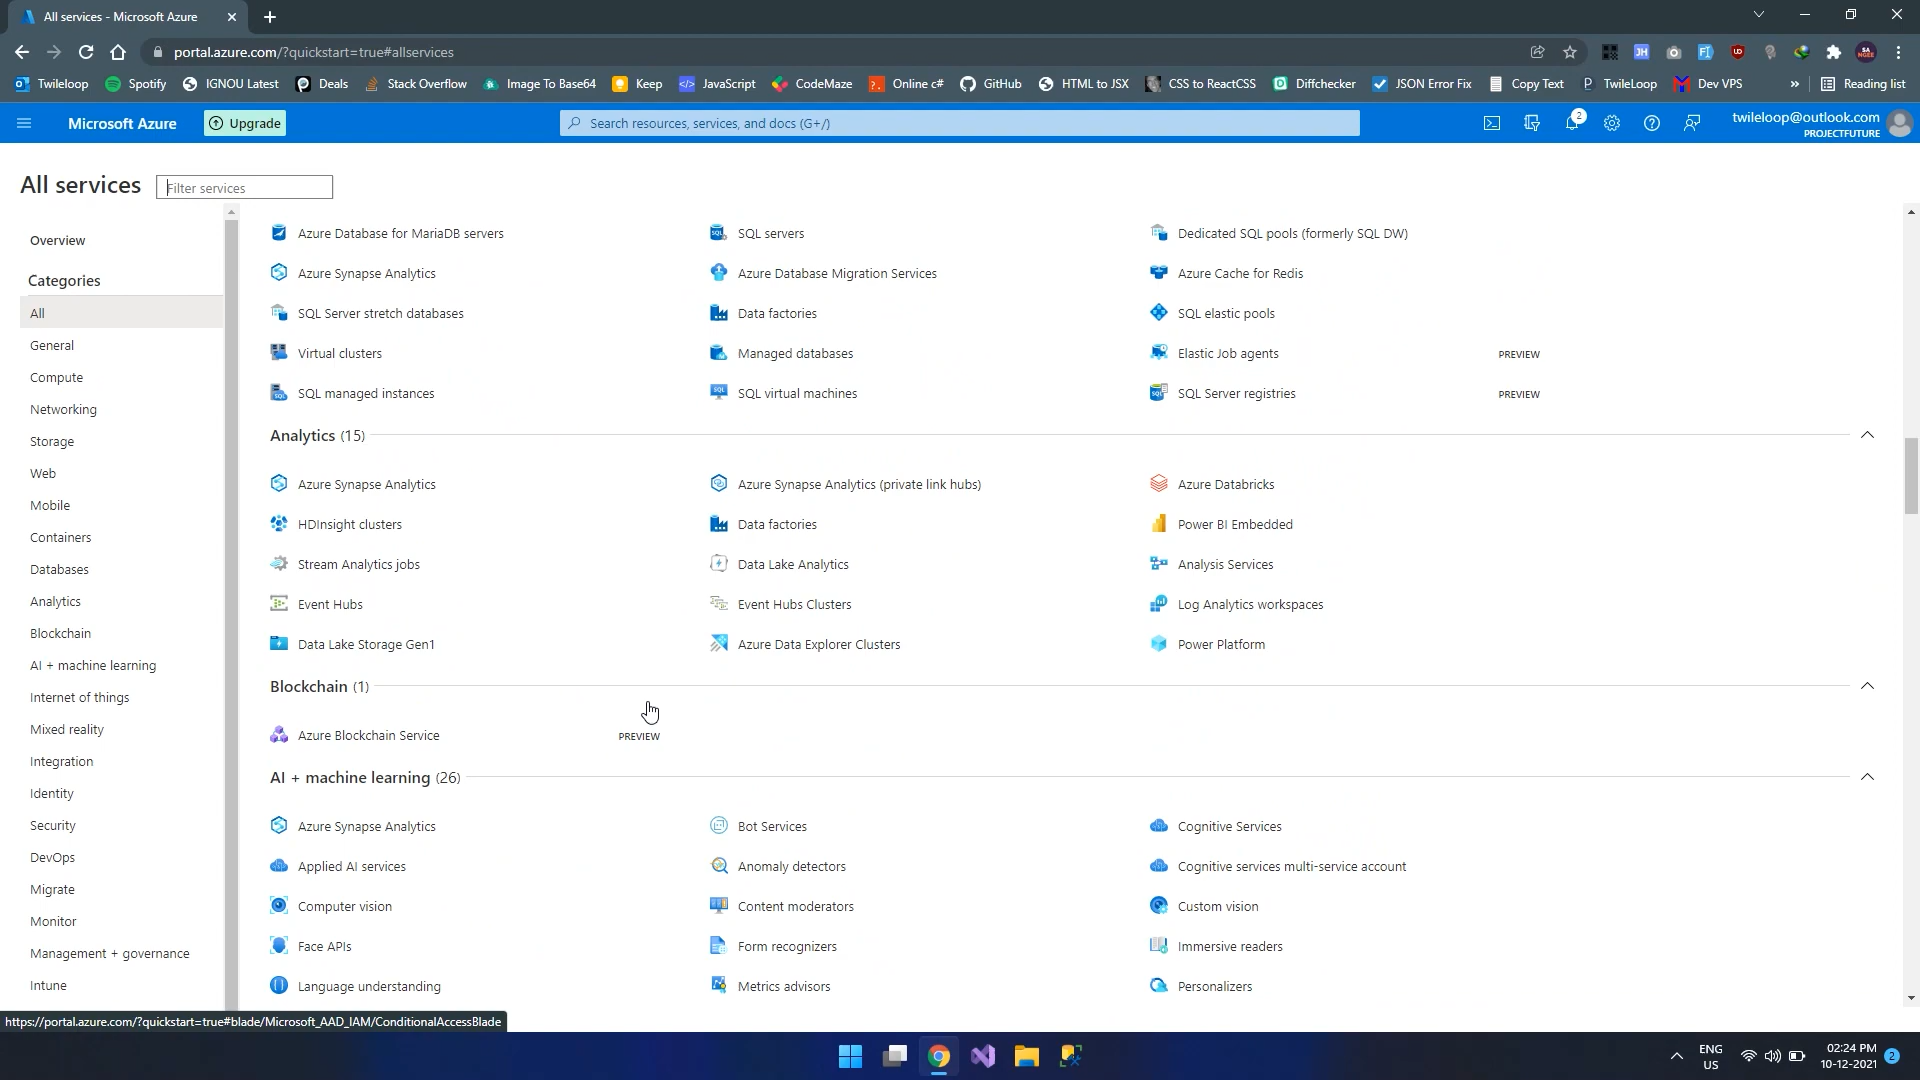 All services - Microsoft Azure
portal.azure.com/?quickstart=true#allservices
Twileloop Spotify IGNOU Latest Deals Stack Overflow Image To Base64 Keep JavaScript CodeMaze Online c# GitHub HTML to JSX CSS to ReactCSS Diffchecker JSON Error Fix Copy Text TwileLoop Dev VPS » Reading list
Microsoft Azure Upgrade Search resources, services, and docs (G+/) 2 twileloop@outlook.com
PROJECTFUTURE
All services Filter services
Overview
Categories
All
General
Compute
Networking
Storage
Web
Mobile
Containers
Databases
Analytics
Blockchain
AI + machine learning
Internet of things
Mixed reality
Integration
Identity
Security
DevOps
Migrate
Monitor
Management + governance
Intune
Azure Database for MariaDB servers SQL servers Dedicated SQL pools (formerly SQL DW)
Azure Synapse Analytics Azure Database Migration Services Azure Cache for Redis
SQL Server stretch databases Data factories SQL elastic pools
Virtual clusters Managed databases Elastic Job agents PREVIEW
SQL managed instances SQL virtual machines SQL Server registries PREVIEW
Analytics (15)
Azure Synapse Analytics Azure Synapse Analytics (private link hubs) Azure Databricks
HDInsight clusters Data factories Power BI Embedded
Stream Analytics jobs Data Lake Analytics Analysis Services
Event Hubs Event Hubs Clusters Log Analytics workspaces
Data Lake Storage Gen1 Azure Data Explorer Clusters Power Platform
Blockchain (1)
Azure Blockchain Service PREVIEW
AI + machine learning (26)
Azure Synapse Analytics Bot Services Cognitive Services
Applied AI services Anomaly detectors Cognitive services multi-service account
Computer vision Content moderators Custom vision
Face APIs Form recognizers Immersive readers
Language understanding Metrics advisors Personalizers
https://portal.azure.com/?quickstart=true#blade/Microsoft_AAD_IAM/ConditionalAccessBlade
ENG
US
02:24 PM
10-12-2021
2